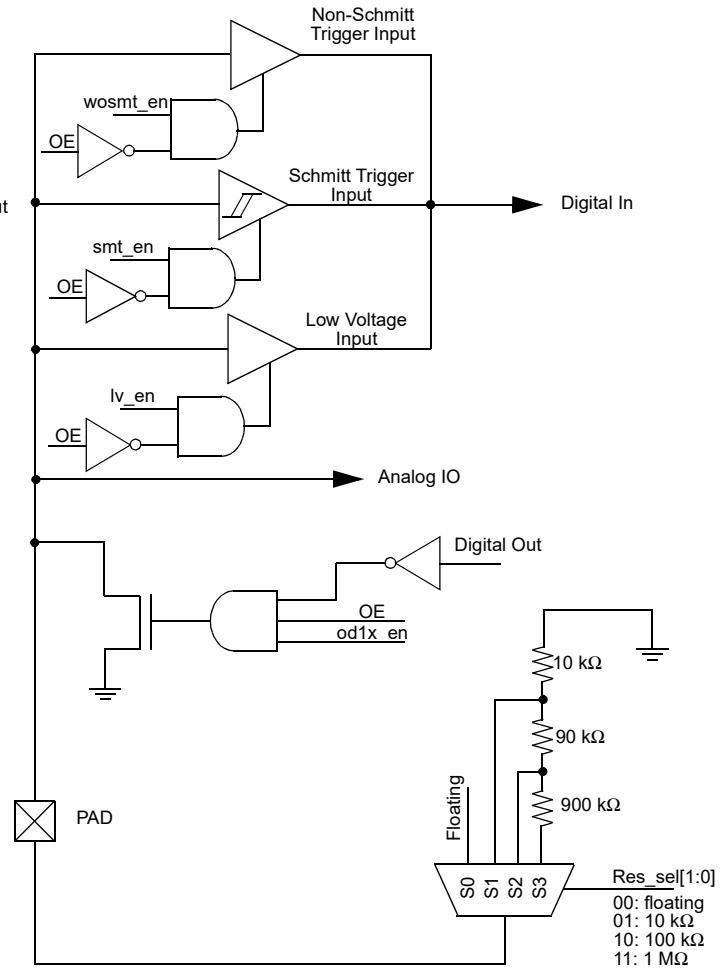 Non-Schmitt
Trigger Input
wosmt_en
OE
Schmitt Trigger
Input
Digital In
smt_en
OE
Low Voltage
Input
lv_en
OE
Analog IO
Digital Out
OE
od1x_en
10 kΩ
90 kΩ
900 kΩ
Floating
PAD
S0
S1
S2
S3
Res_sel[1:0]
00: floating
01: 10 kΩ
10: 100 kΩ
11: 1 MΩ